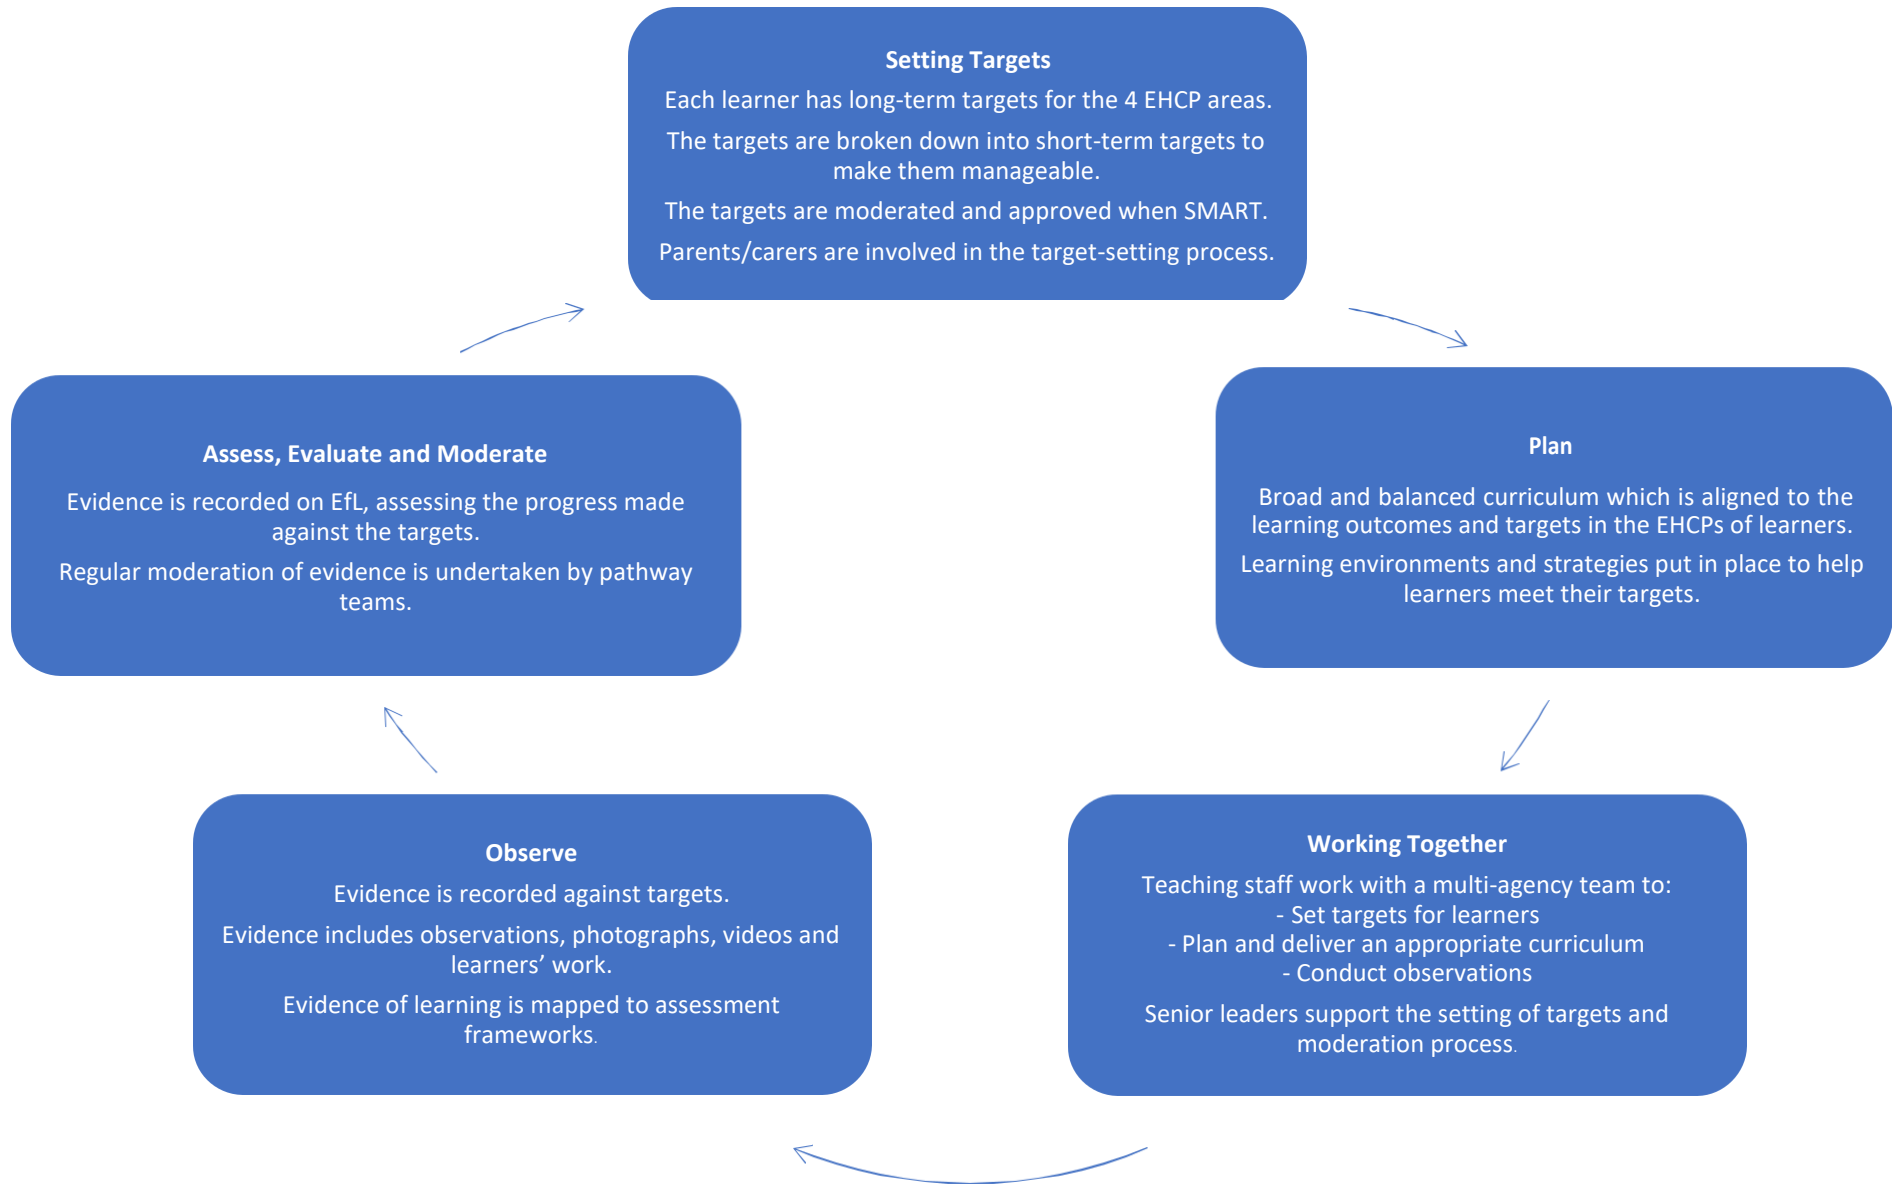 Setting Targets
Each learner has long-term targets for the 4 EHCP areas.
The targets are broken down into short-term targets to
make them manageable.
The targets are moderated and approved when SMART.
Parents/carers are involved in the target-setting process.
Plan
Broad and balanced curriculum which is aligned to the
learning outcomes and targets in the EHCPs of learners.
Learning environments and strategies put in place to help
learners meet their targets.
Working Together
Teaching staff work with a multi-agency team to:
- Set targets for learners
- Plan and deliver an appropriate curriculum
- Conduct observations
Senior leaders support the setting of targets and
moderation process.
Observe
Evidence is recorded against targets.
Evidence includes observations, photographs, videos and
learners’ work.
Evidence of learning is mapped to assessment
frameworks.
Assess, Evaluate and Moderate
Evidence is recorded on EfL, assessing the progress made
against the targets.
Regular moderation of evidence is undertaken by pathway
teams.